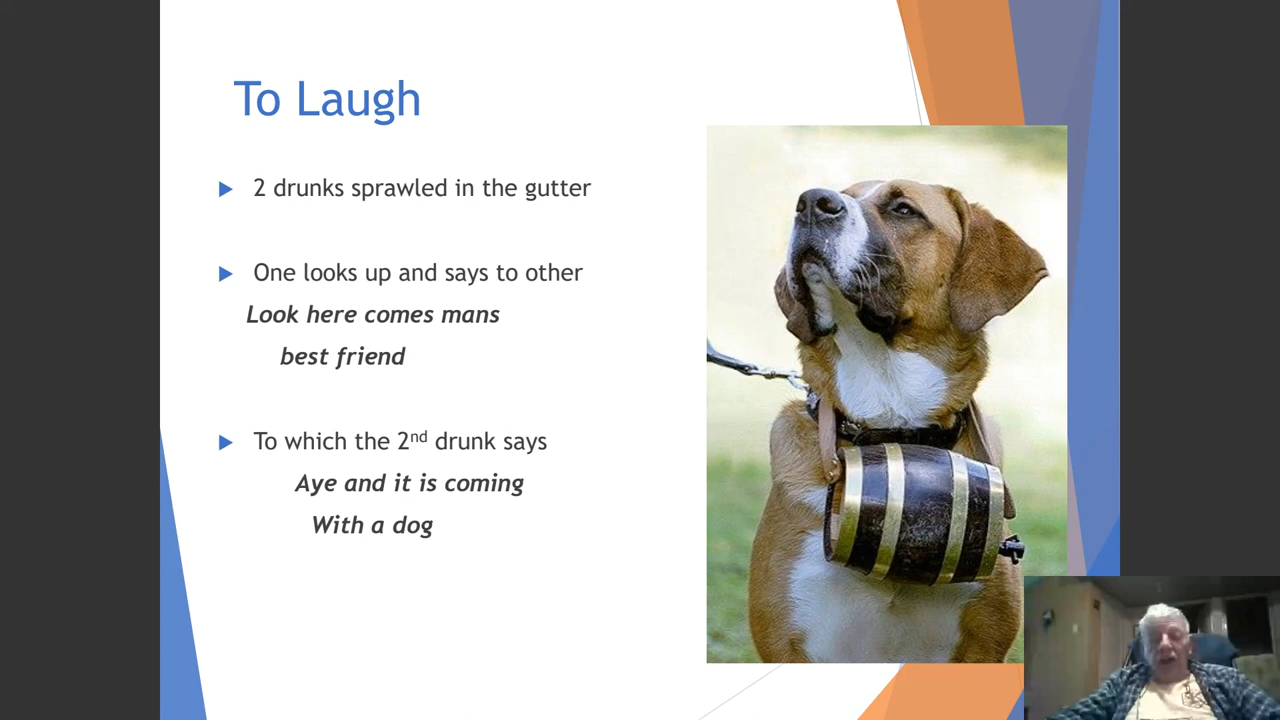 To Laugh
2 drunks sprawled in the gutter
One looks up and says to other
Look here comes mans
best friend
To which the 2nd drunk says
Aye and it is coming
With a dog